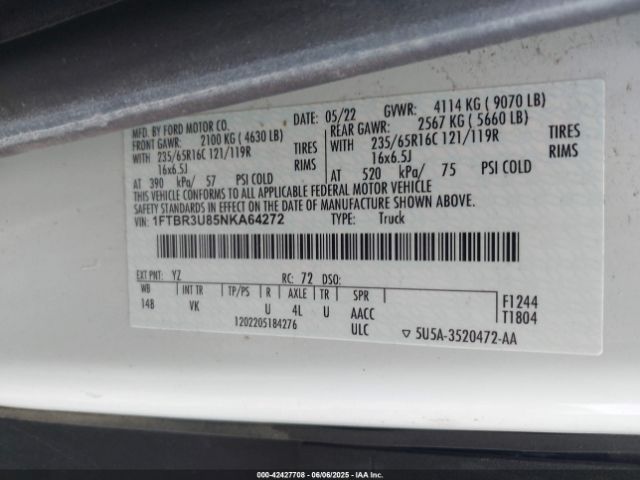 MFD. BY FORD MOTOR CO. DATE: 05/22 GVWR: 4114 KG ( 9070 LB)
FRONT GAWR: 2100 KG ( 4630 LB) REAR GAWR: 2567 KG ( 5660 LB)
WITH 235/65R16C 121/119R TIRES WITH 235/65R16C 121/119R TIRES
16x6.5J RIMS 16x6.5J RIMS
AT 390 kPa/ 57 PSI COLD AT 520 kPa/ 75 PSI COLD
THIS VEHICLE CONFORMS TO ALL APPLICABLE FEDERAL MOTOR VEHICLE
SAFETY STANDARDS IN EFFECT ON THE DATE OF MANUFACTURE SHOWN ABOVE.
VIN: 1FTBR3U85NKA64272 TYPE: Truck
EXT PNT: YZ RC: 72 DSO:
WB INT TR TP/PS R AXLE TR SPR F1244
14B VK U 4L U AACC T1804
1202205184276 ULC ▽ 5U5A-3520472-AA
00-42427708 - 06/06/2025 - IAA Inc.